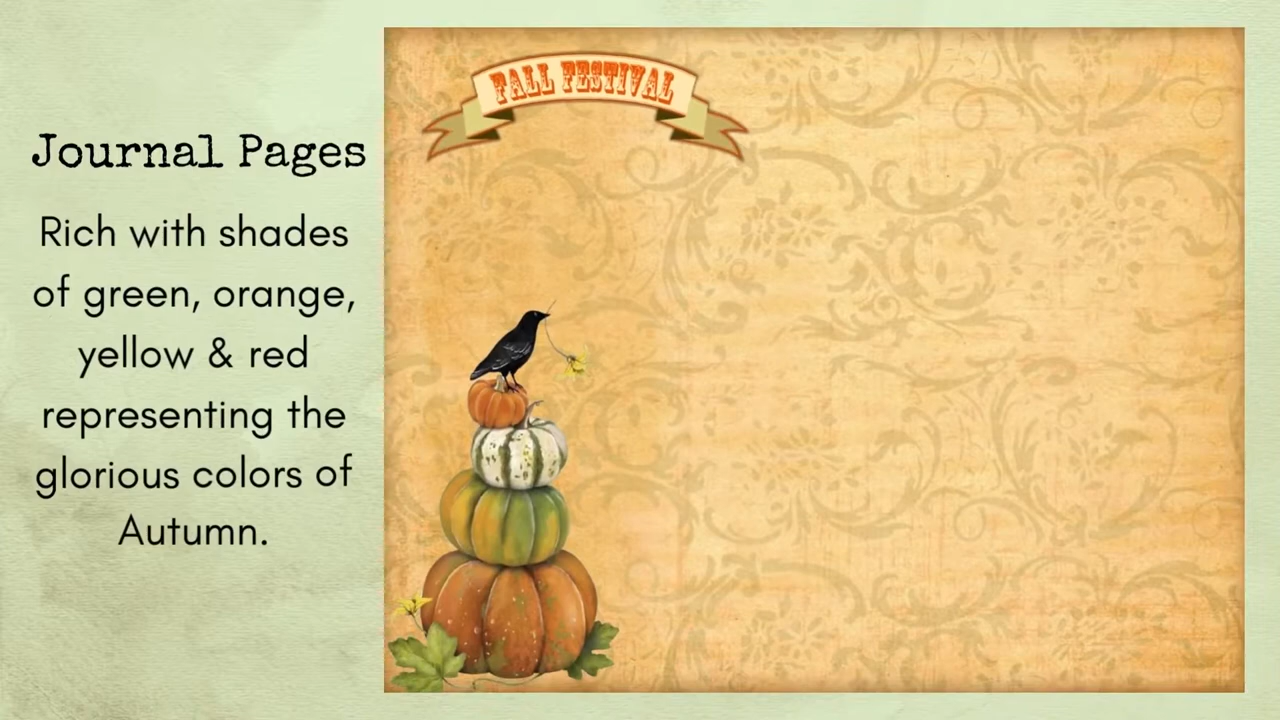 Journal Pages
Rich with shades
of green, orange,
yellow & red
representing the
glorious colors of
Autumn.
FALL FESTIVAL